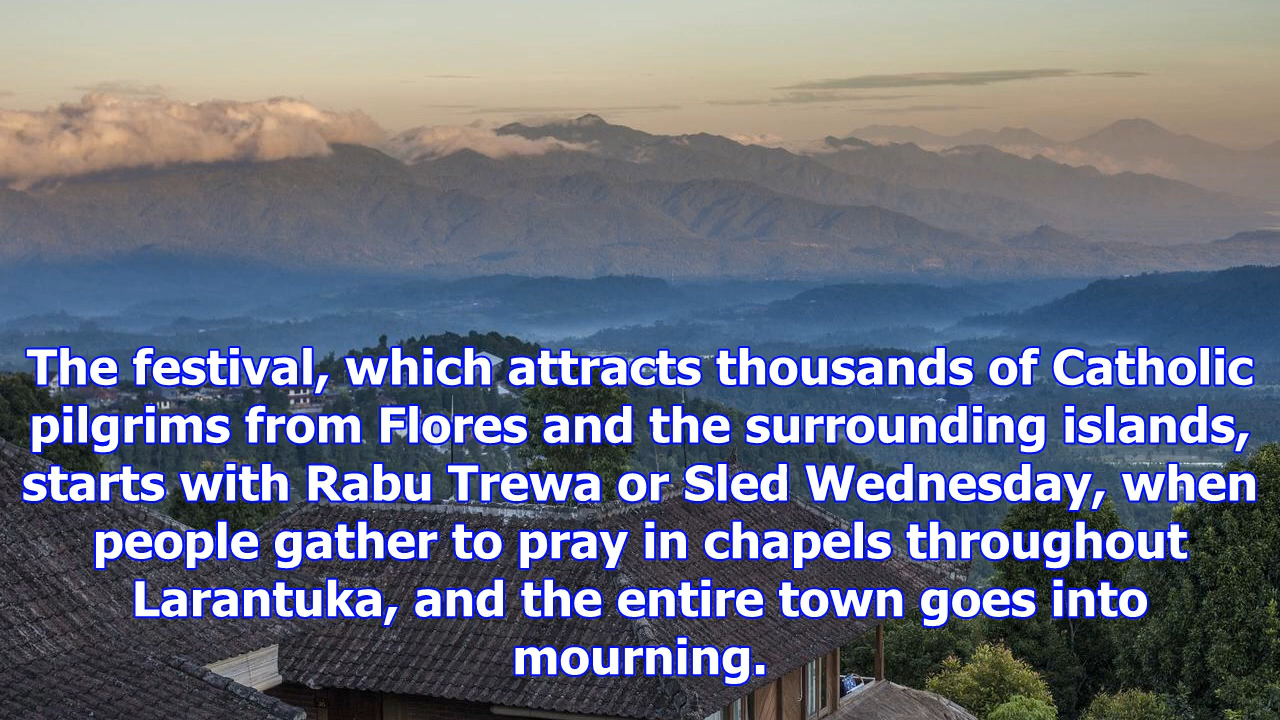 The festival, which attracts thousands of Catholic
pilgrims from Flores and the surrounding islands,
starts with Rabu Trewa or Sled Wednesday, when
people gather to pray in chapels throughout
Larantuka, and the entire town goes into
mourning.